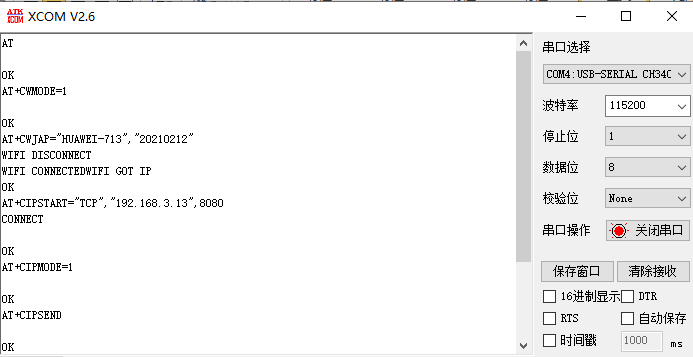 ATK
XCOM
XCOM V2.6
AT
OK
AT+CWMODE=1
OK
AT+CWJAP="HUAWEI-713","20210212"
WIFI DISCONNECT
WIFI CONNECTEDWIFI GOT IP
OK
AT+CIPSTART="TCP","192.168.3.13",8080
CONNECT
OK
AT+CIPMODE=1
OK
AT+CIPSEND
OK
串口选择
COM4:USB-SERIAL CH340
波特率 115200
停止位 1
数据位 8
校验位 None
串口操作 关闭串口
保存窗口 清除接收
16进制显示 DTR
RTS 自动保存
时间戳 1000 ms